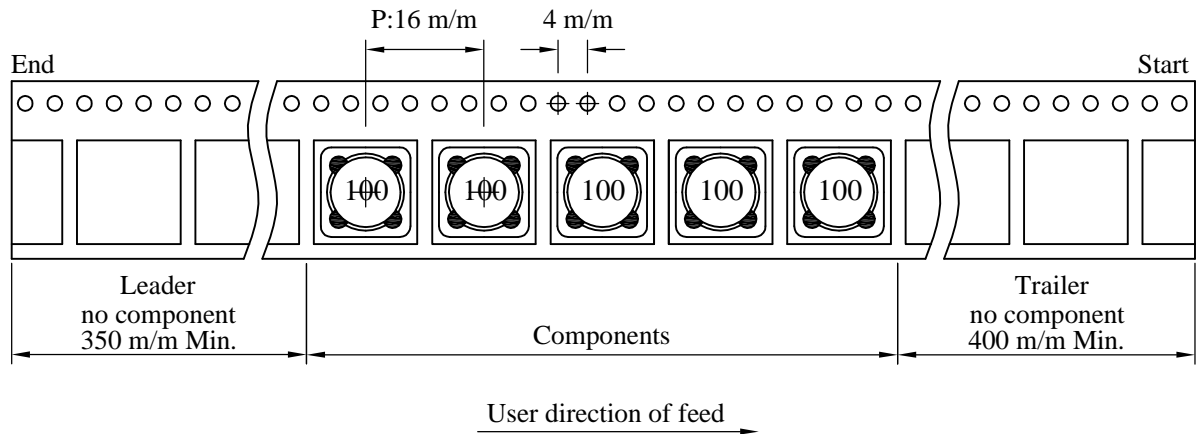 P:16 m/m
4 m/m
End
Start
100
100
100
100
100
Leader
no component
350 m/m Min.
Components
Trailer
no component
400 m/m Min.
User direction of feed